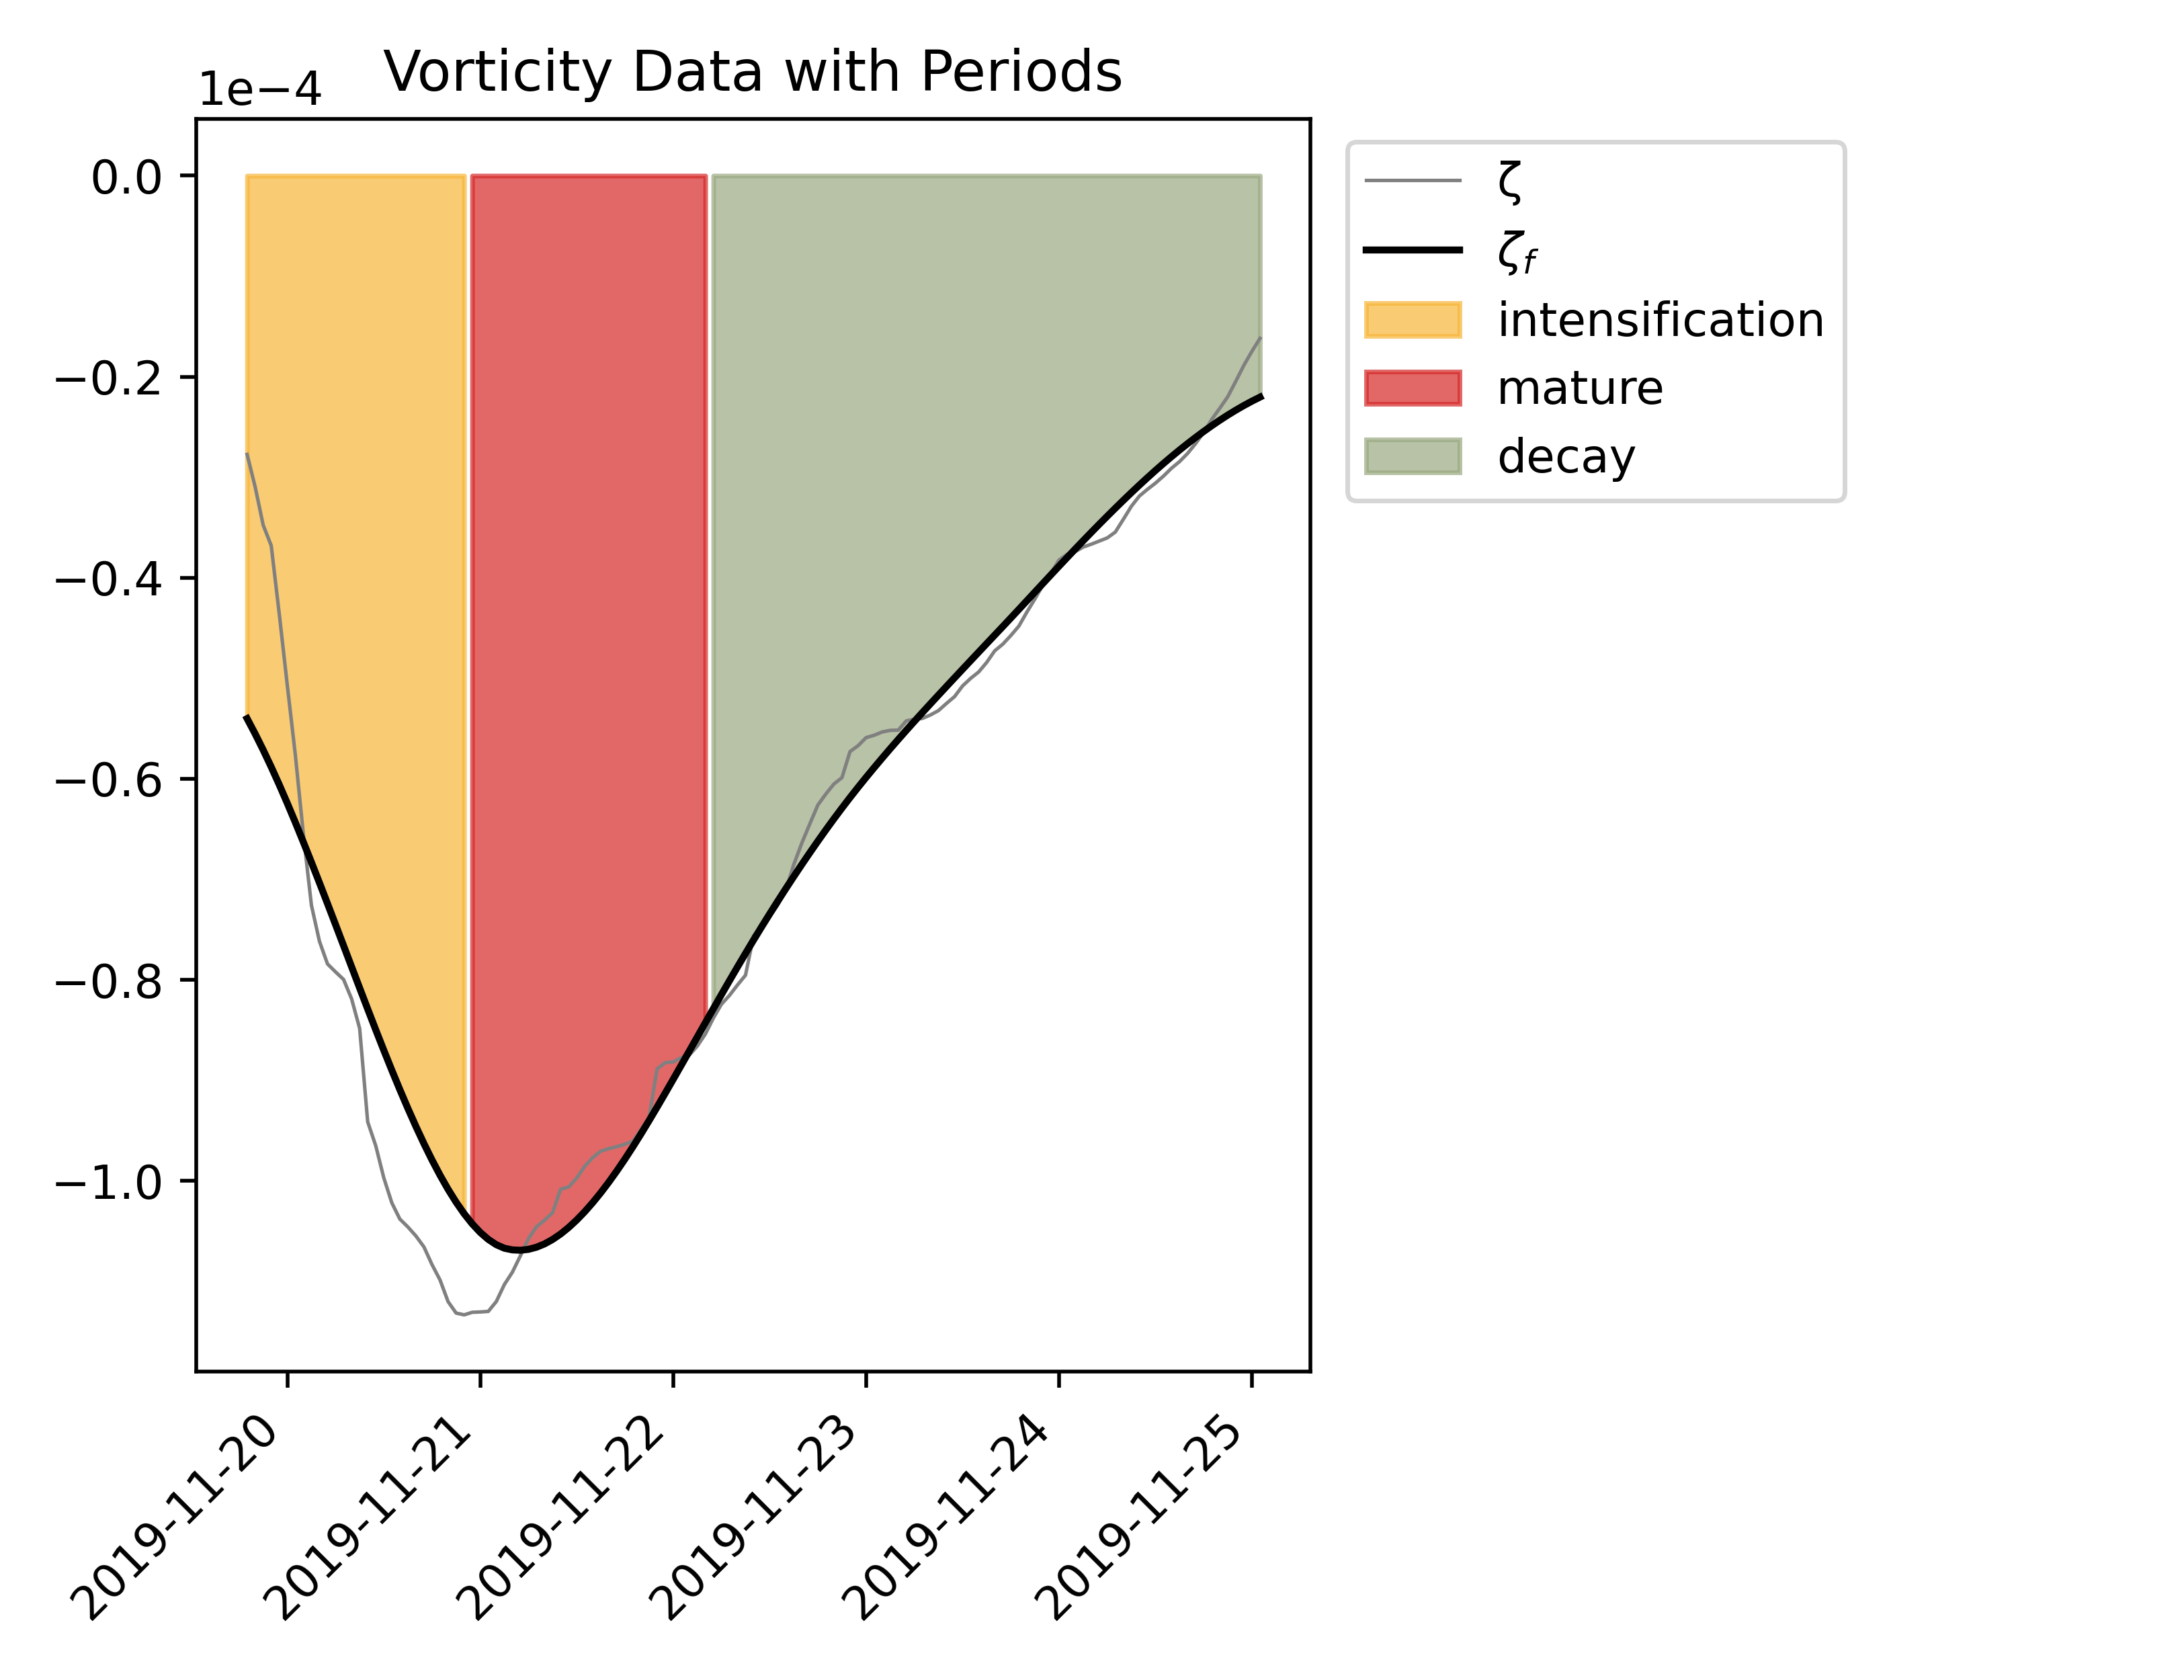 Vorticity Data with Periods
1e−4
0.0
−0.2
−0.4
−0.6
−0.8
−1.0
2019-11-20
2019-11-21
2019-11-22
2019-11-23
2019-11-24
2019-11-25
ζ
ζf
intensification
mature
decay